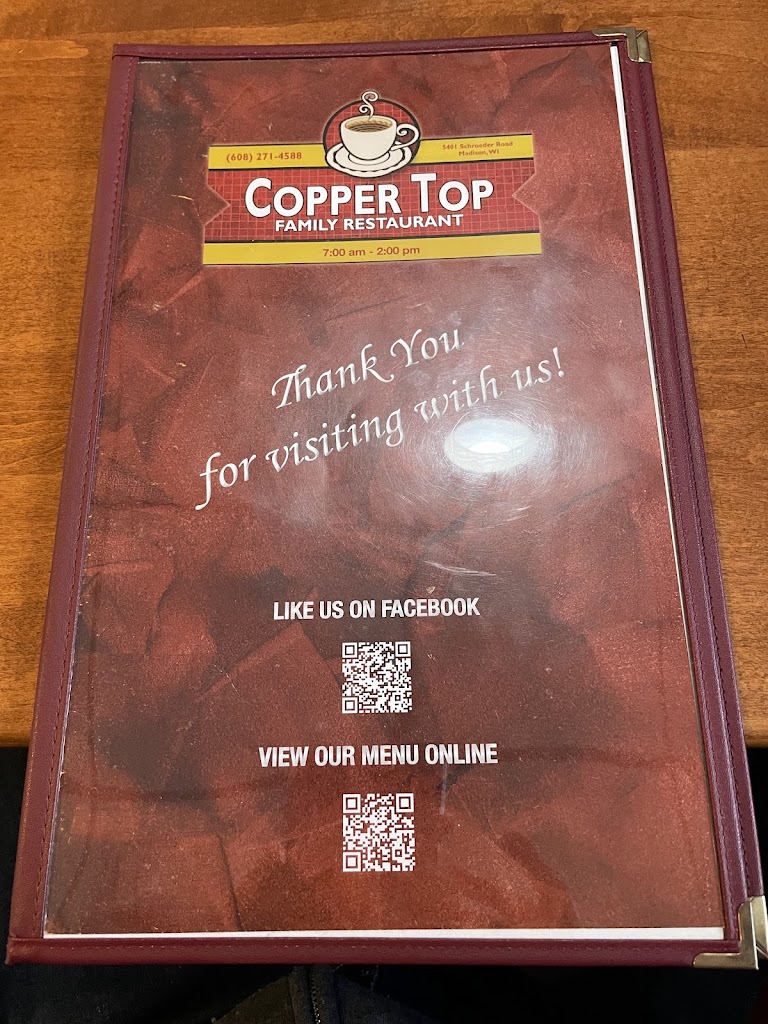 (608) 271-4588
5401 Schroeder Road
Madison, WI
COPPER TOP
FAMILY RESTAURANT
7:00 am - 2:00 pm
Thank You
for visiting with us!
LIKE US ON FACEBOOK
VIEW OUR MENU ONLINE